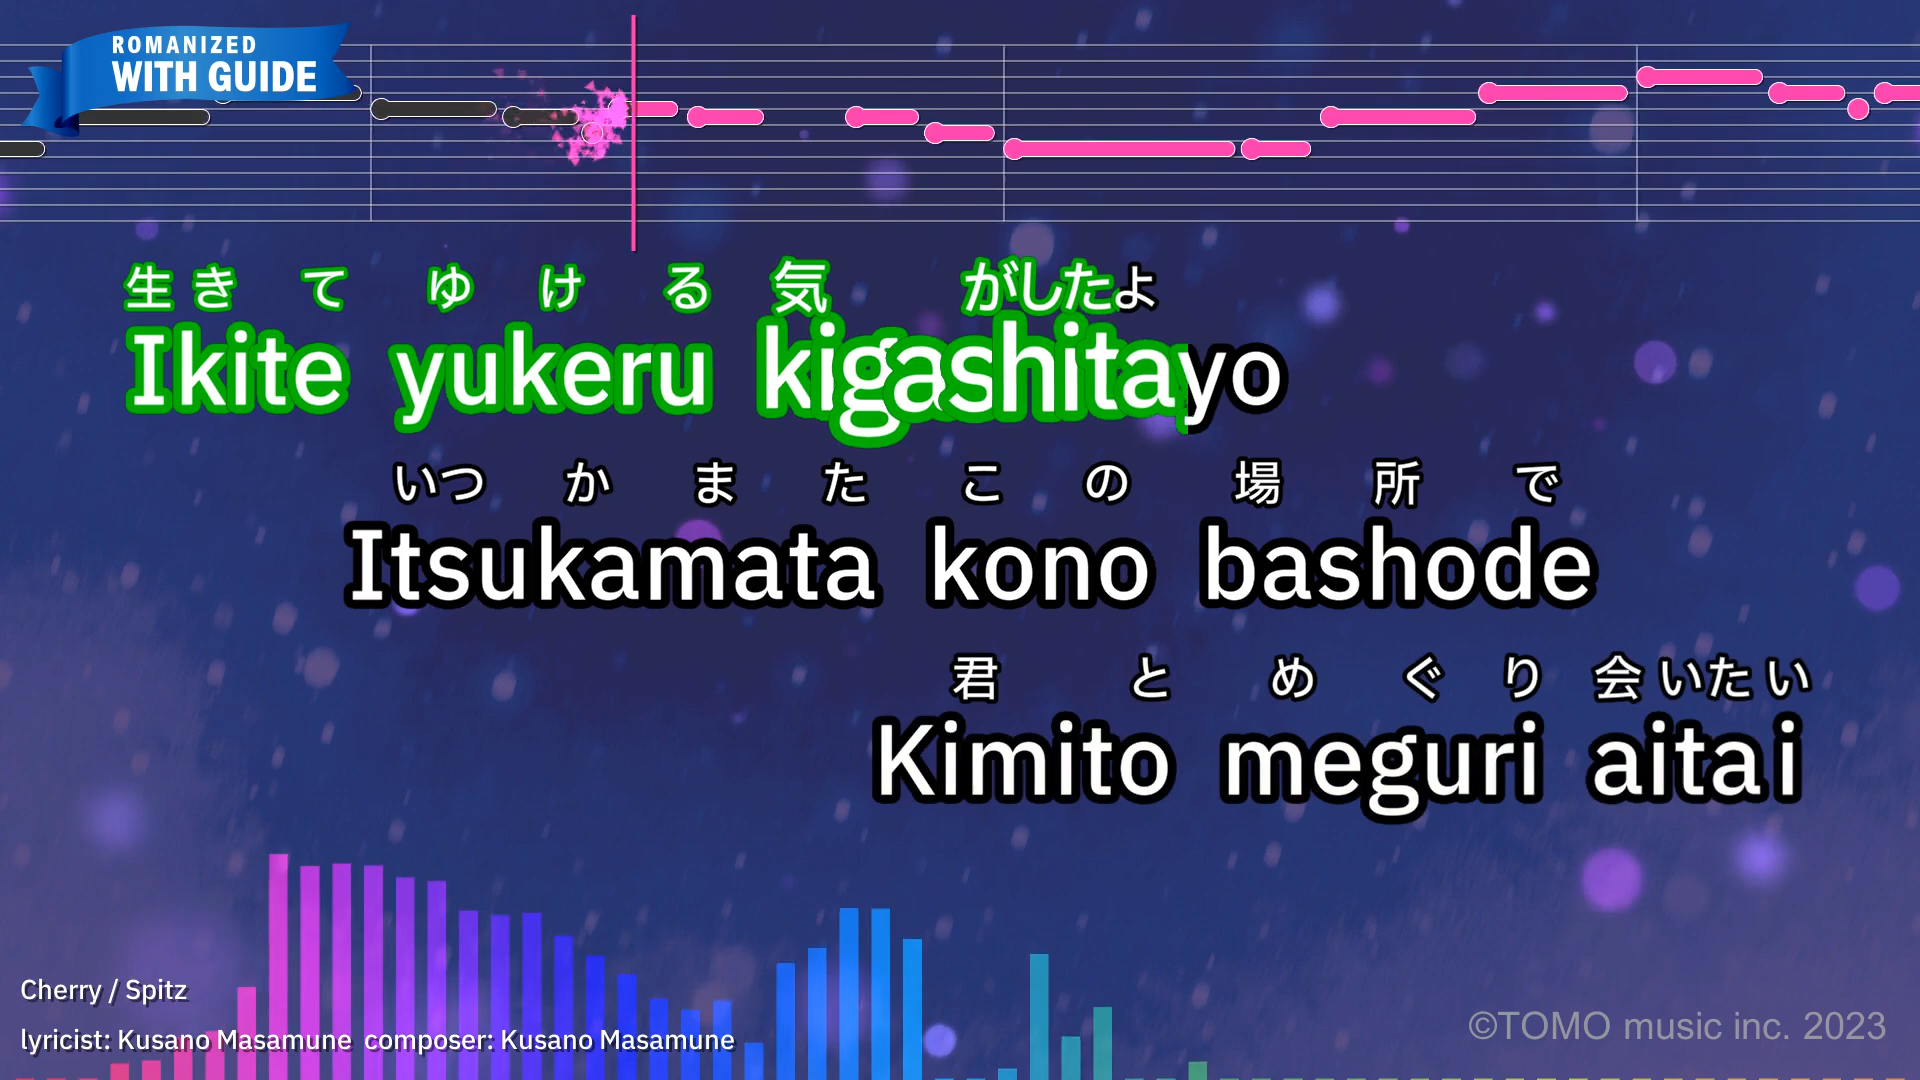 ROMANIZED
WITH GUIDE
生きてゆける気がしたよ
Ikite yukeru kigashitayo
いつかまたこの場所で
Itsukamata kono bashode
君とめぐり会いたい
Kimito meguri aitai
Cherry / Spitz
lyricist: Kusano Masamune composer: Kusano Masamune
©TOMO music inc. 2023